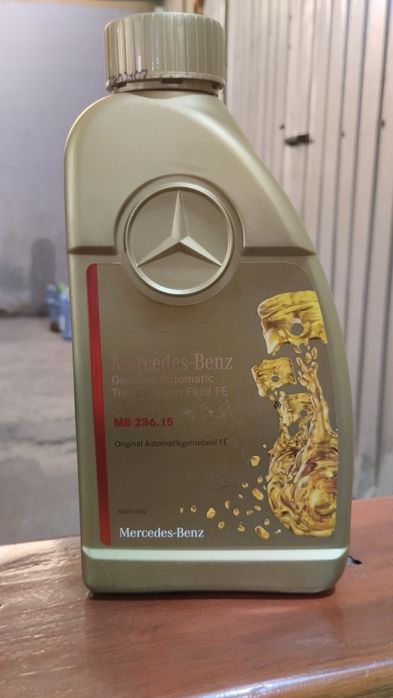 Mercedes-Benz
Genuine Automatic
Transmission Fluid FE
MB 236.15
Original Automatikgetriebeöl FE
Mercedes-Benz